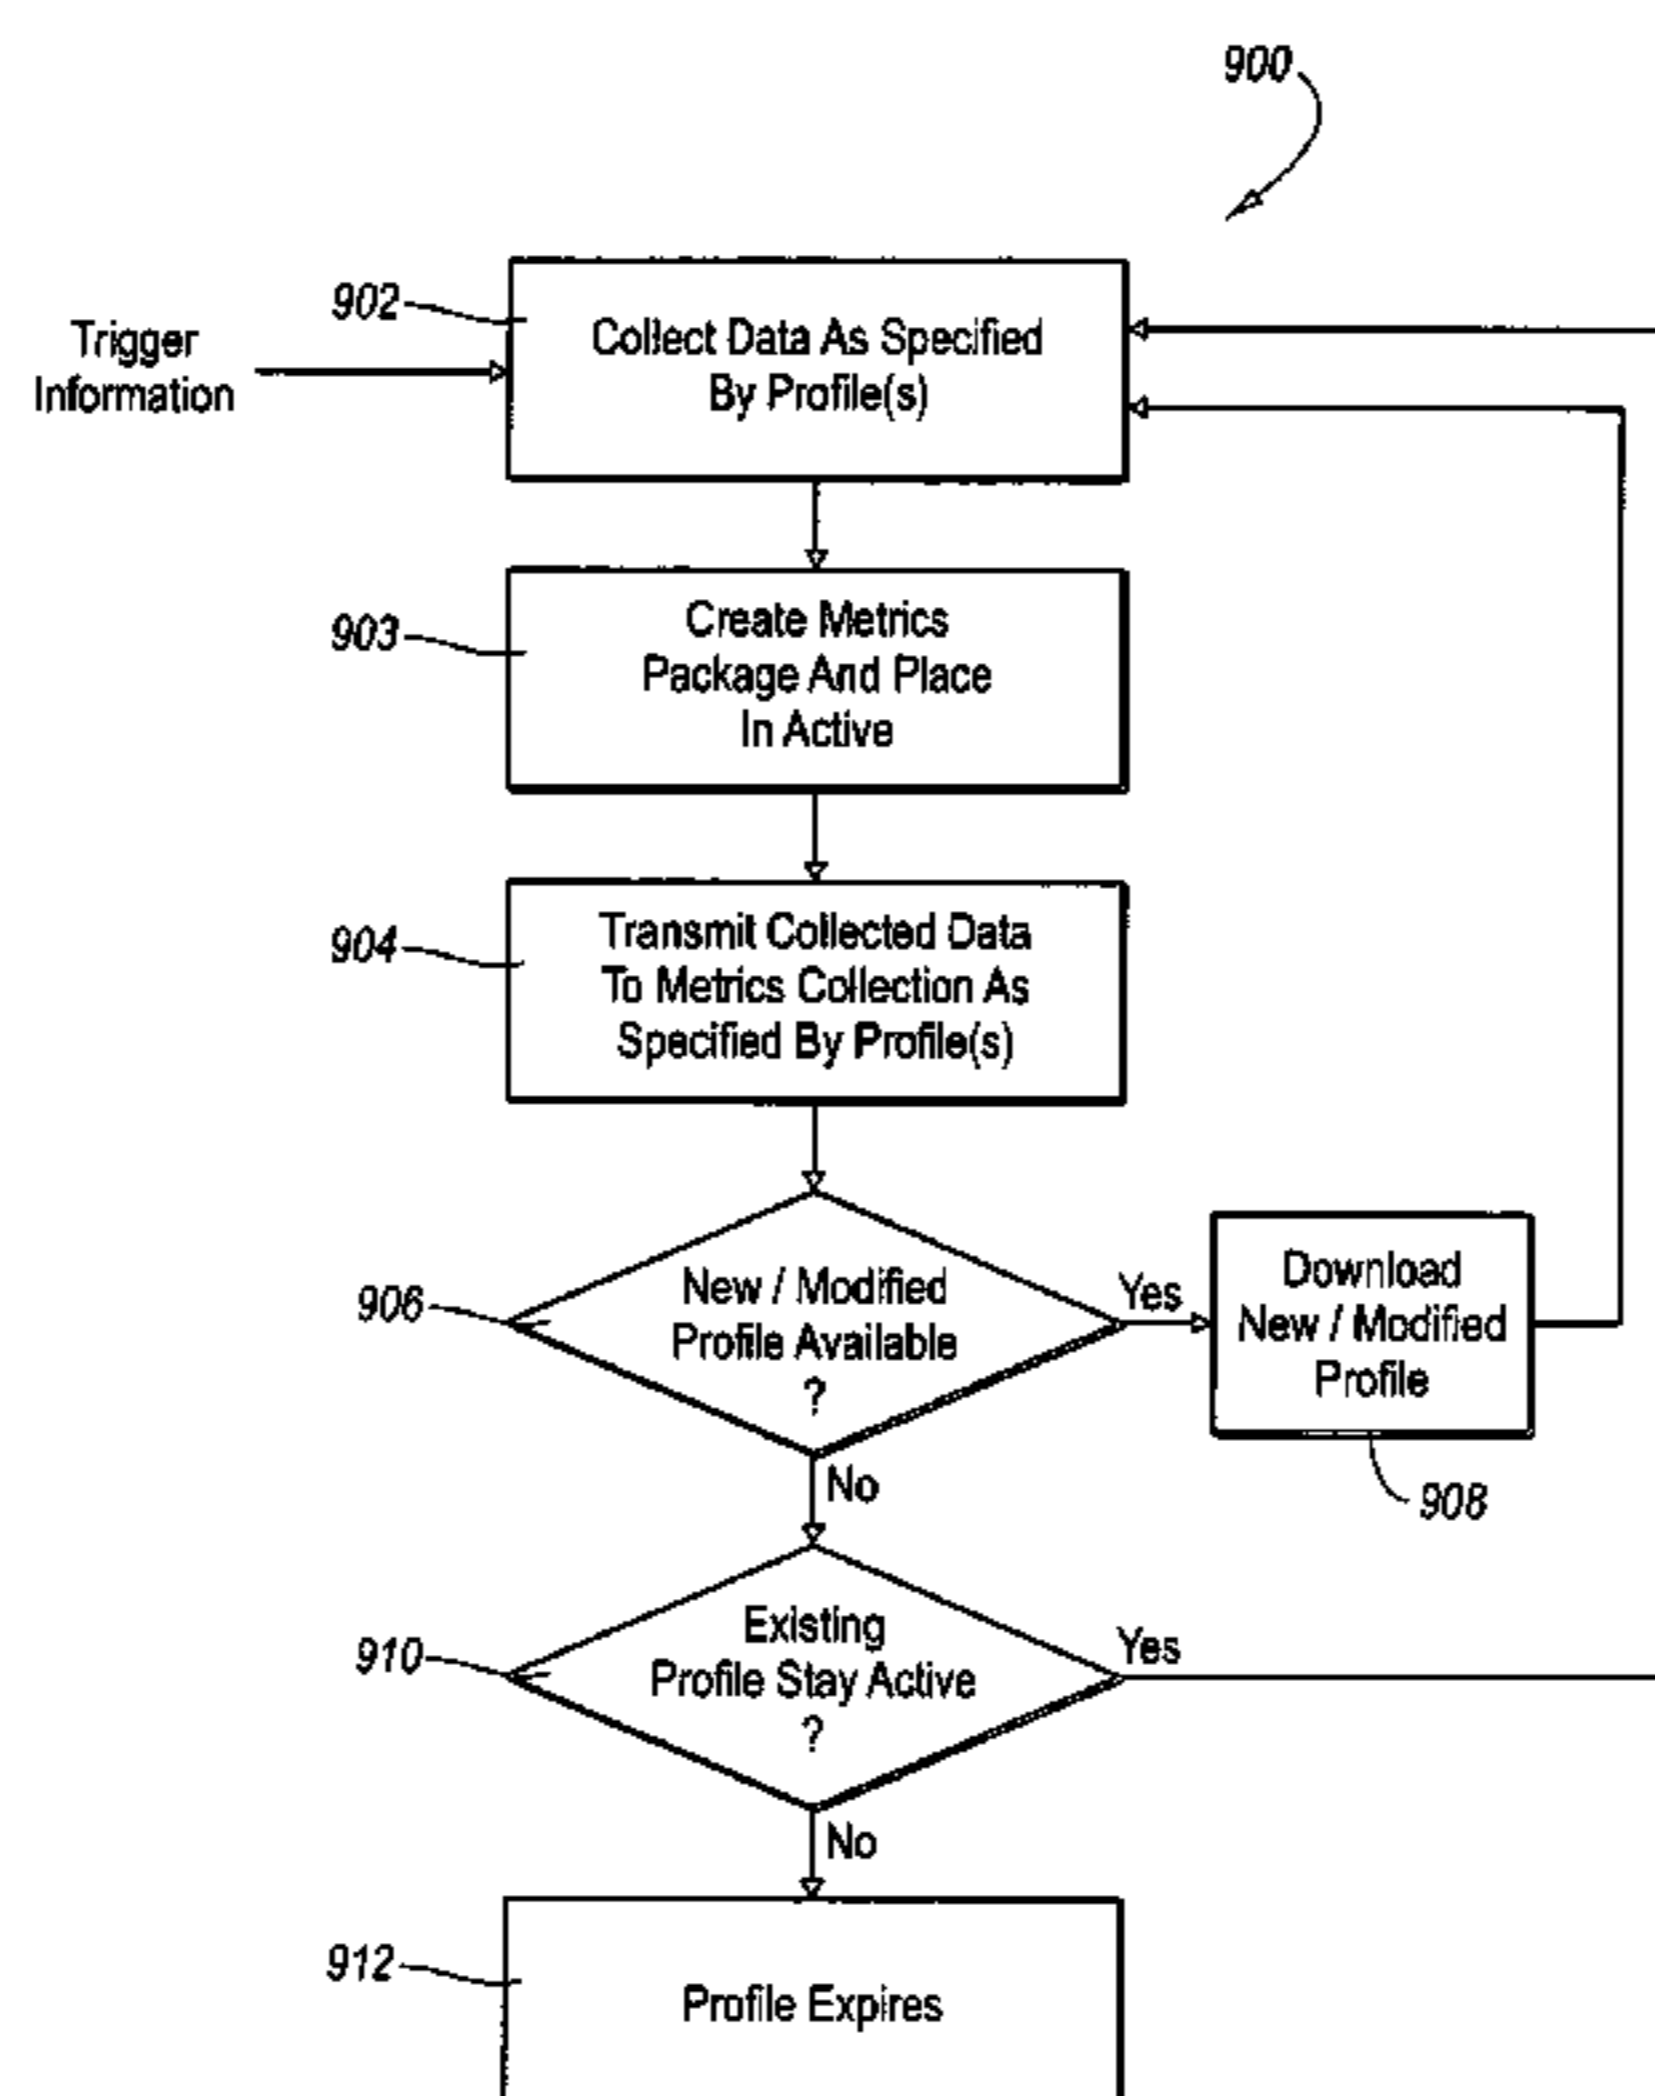 900
902
Trigger
Information
Collect Data As Specified
By Profile(s)
903
Create Metrics
Package And Place
In Active
904
Transmit Collected Data
To Metrics Collection As
Specified By Profile(s)
906
New / Modified
Profile Available
?
Yes
Download
New / Modified
Profile
908
No
910
Existing
Profile Stay Active
?
Yes
No
912
Profile Expires